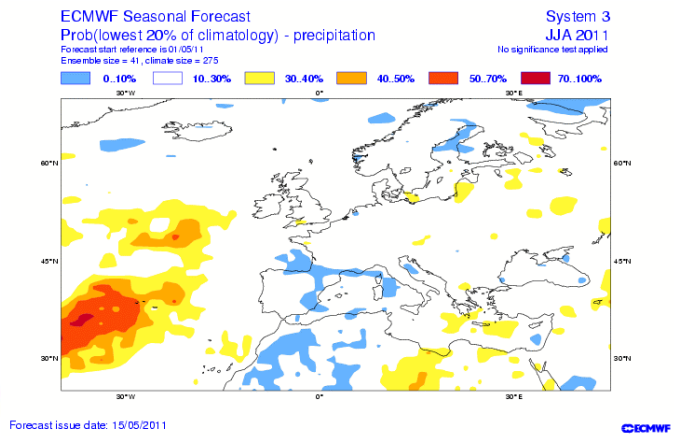 ECMWF Seasonal Forecast System 3
Prob(lowest 20% of climatology) - precipitation JJA 2011
Forecast start reference is 01/05/11 No significance test applied
Ensemble size = 41, climate size = 275
0..10% 10..30% 30..40% 40..50% 50..70% 70..100%
30°W 0° 30°E
60°N 60°N
45°N 45°N
30°N 30°N
30°W 0° 30°E
Forecast issue date: 15/05/2011 ECMWF